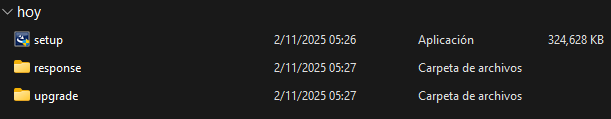 hoy
setup 2/11/2025 05:26 Aplicación 324,628 KB
response 2/11/2025 05:27 Carpeta de archivos
upgrade 2/11/2025 05:27 Carpeta de archivos